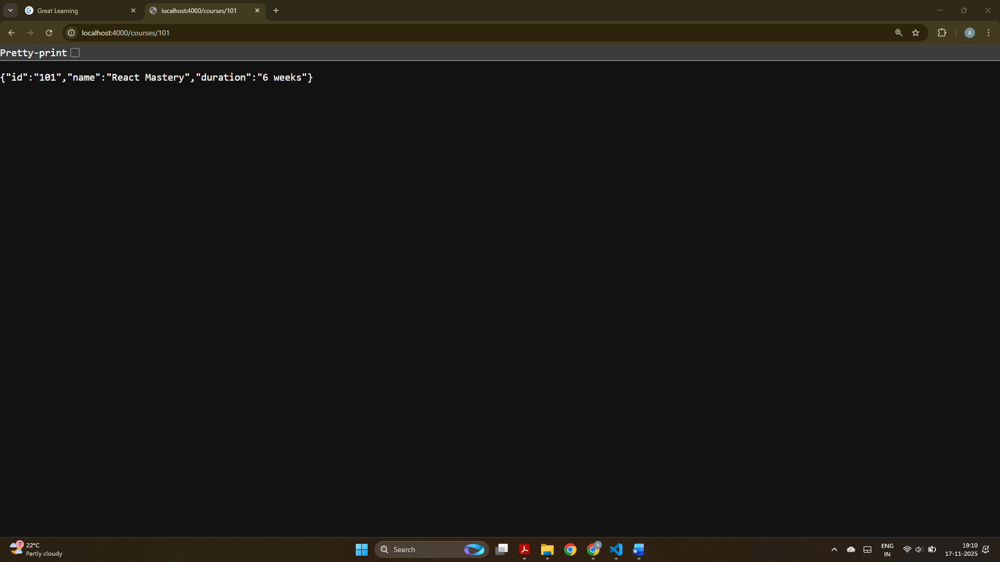 Great Learning
localhost:4000/courses/101
localhost:4000/courses/101
A
Pretty-print
{"id":"101","name":"React Mastery","duration":"6 weeks"}
7
22°C
Partly cloudy
Search
A
W
ENG
IN
19:10
17-11-2025